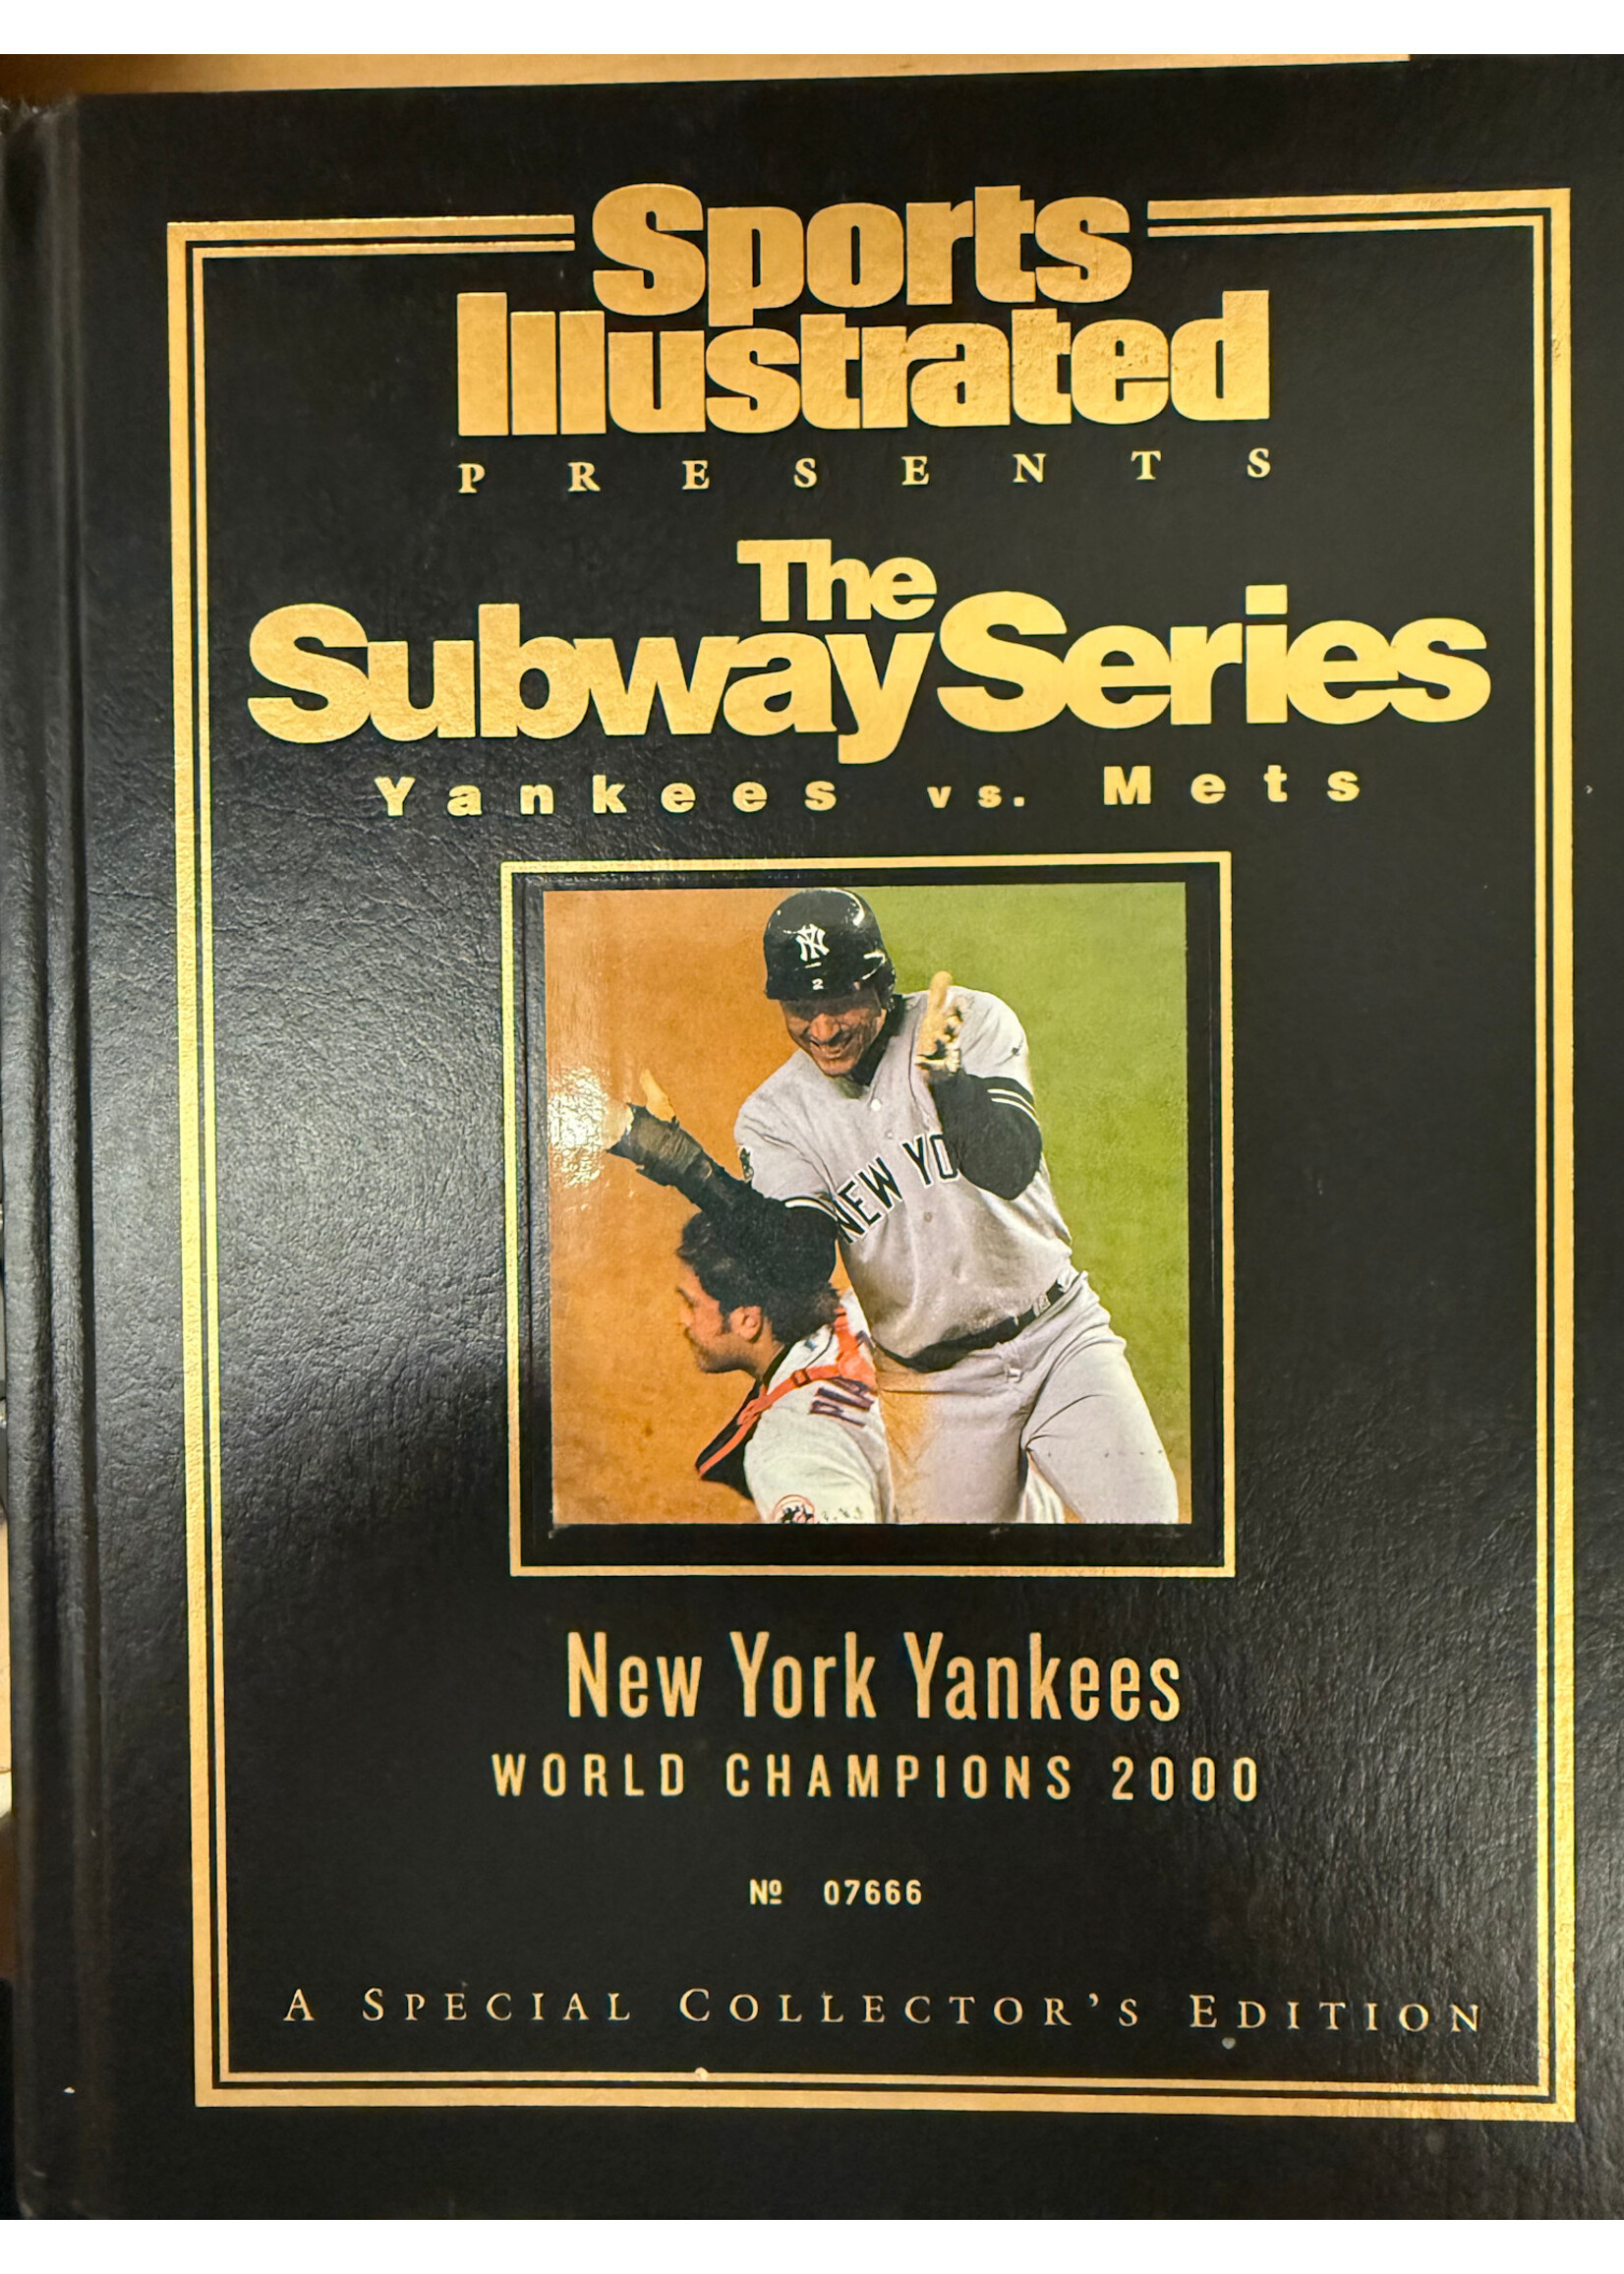 Sports
Illustrated
PRESENTS
The
Subway Series
Yankees vs. Mets
NY
2
NEW YO
New York Yankees
WORLD CHAMPIONS 2000
Nº 07666
A SPECIAL COLLECTOR'S EDITION